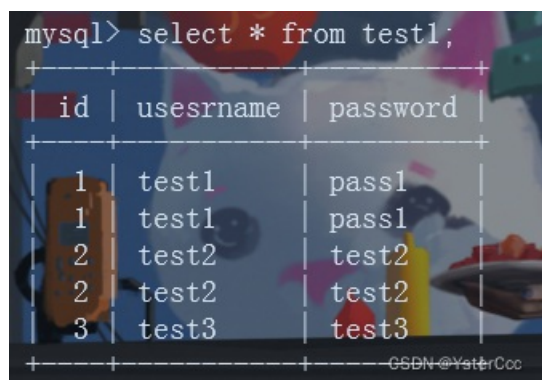 mysql> select * from test1;
+----+-----------+----------+
| id | usesrname | password |
+----+-----------+----------+
| 1 | test1 | pass1 |
| 1 | test1 | pass1 |
| 2 | test2 | test2 |
| 2 | test2 | test2 |
| 3 | test3 | test3 |
+----+-----------+----------+
CSDN @YsterCcc